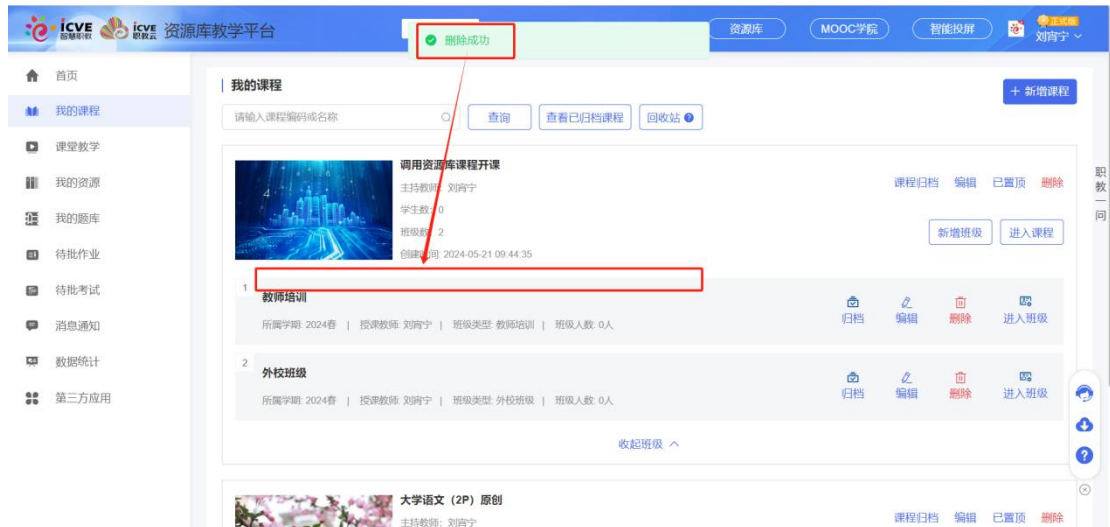 icve 智慧职教 icve 职教云 资源库教学平台
删除成功
资源库 MOOC学院 智能投屏 正式版 刘宵宁
首页
我的课程
课堂教学
我的资源
我的题库
待批作业
待批考试
消息通知
数据统计
第三方应用
我的课程
+ 新增课程
请输入课程编码或名称 查询 查看已归档课程 回收站 ?
调用资源库课程开课
主持教师: 刘宵宁
课程归档 编辑 已置顶 删除
学生数: 0
班级数: 2
新增班级 进入课程
创建时间: 2024-05-21 09:44:35
1 教师培训
所属学期: 2024春 | 授课教师: 刘宵宁 | 班级类型: 教师培训 | 班级人数: 0人
归档 编辑 删除 进入班级
2 外校班级
所属学期: 2024春 | 授课教师: 刘宵宁 | 班级类型: 外校班级 | 班级人数: 0人
归档 编辑 删除 进入班级
收起班级
大学语文（2P）原创
主持教师: 刘宵宁
课程归档 编辑 已置顶 删除
职教一问